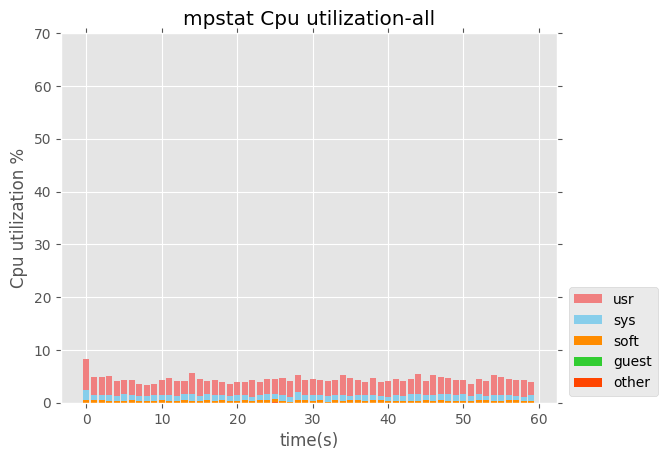 mpstat Cpu utilization-all
70
60
50
40
30
20
10
0
Cpu utilization %
0 10 20 30 40 50 60
time(s)
usr
sys
soft
guest
other